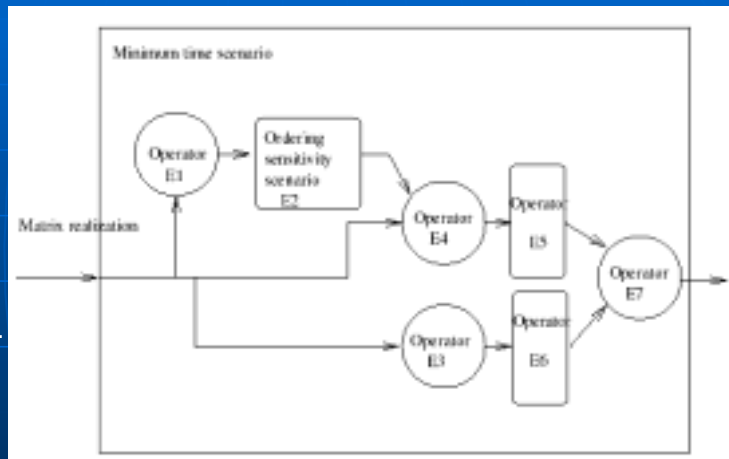 Minimum time scenario
Operator
E1
Ordering
sensitivity
scenario
E2
Operator
E4
Operator
E5
Matrix realization
Operator
E7
Operator
E3
Operator
E6